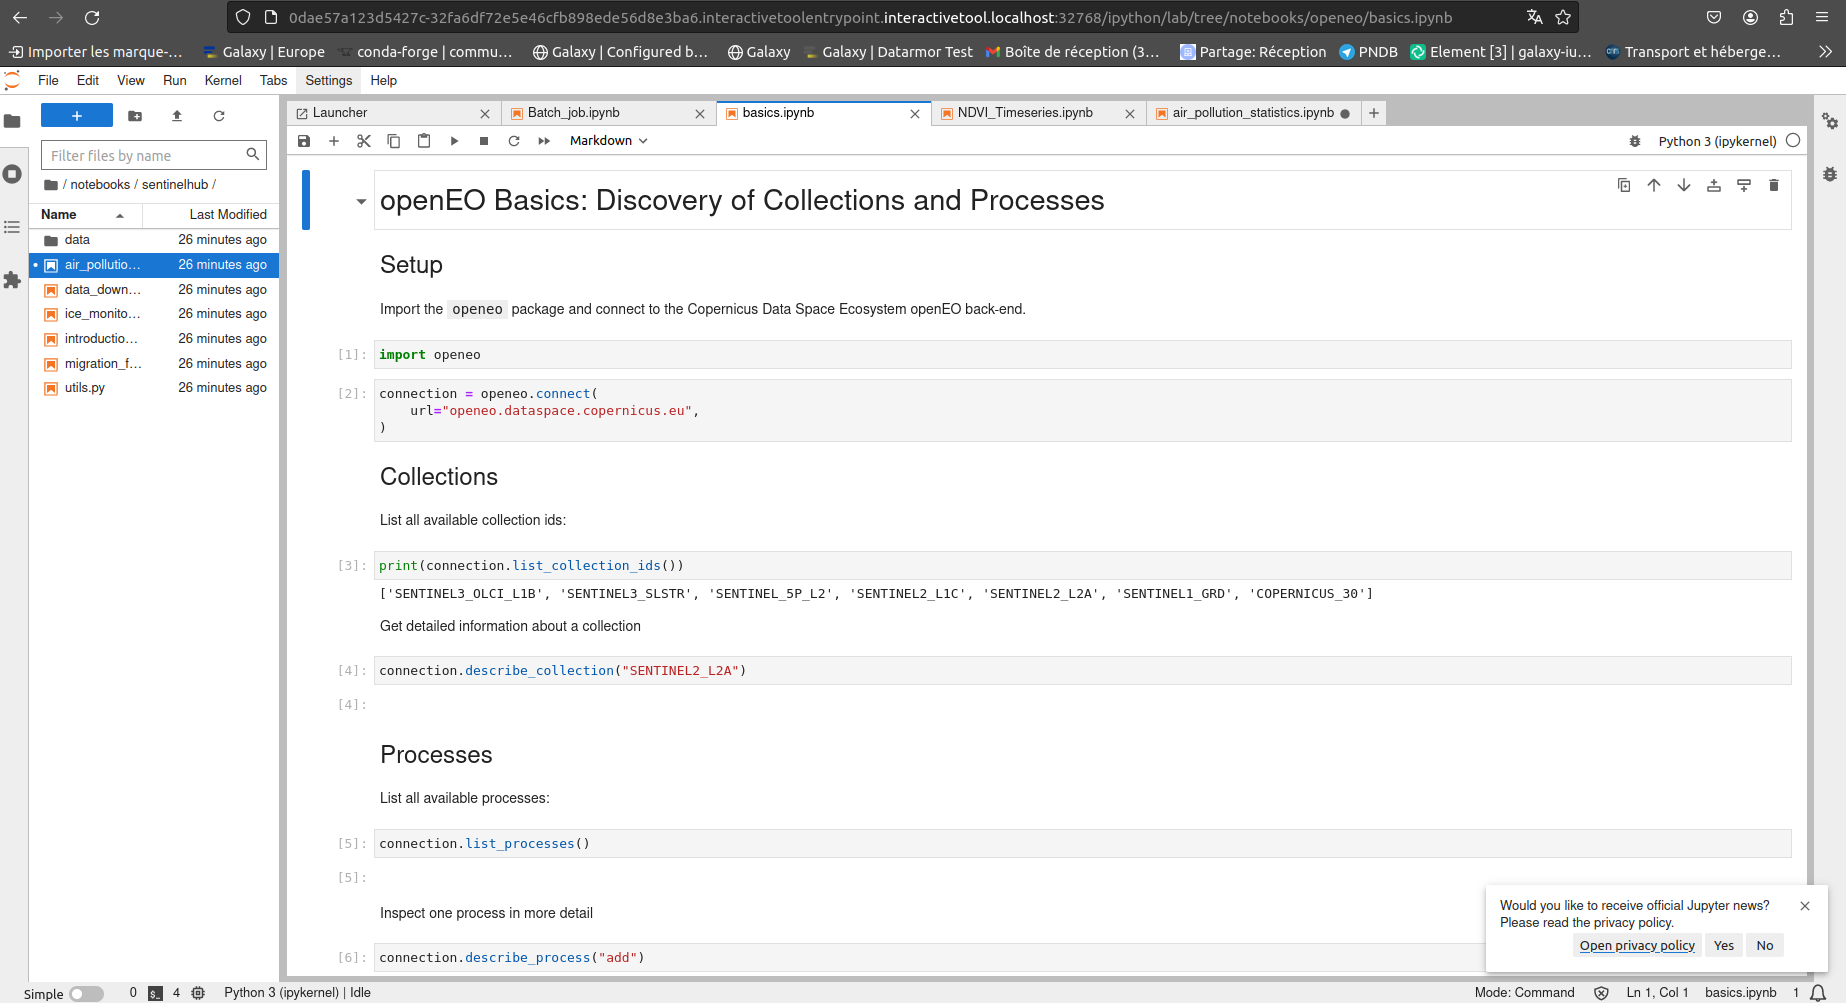 0dae57a123d5427c-32fa6df72e5e46cfb898ede56d8e3ba6.interactivetoolentrypoint.interactivetool.localhost:32768/ipython/lab/tree/notebooks/openeo/basics.ipynb
Importer les marque-… Galaxy | Europe conda-forge | commu… Galaxy | Configured b… Galaxy Galaxy | Datarmor Test Boîte de réception (3… Partage: Réception PNDB Element [3] | galaxy-iu… Transport et héberge…
File Edit View Run Kernel Tabs Settings Help
Launcher Batch_job.ipynb basics.ipynb NDVI_Timeseries.ipynb air_pollution_statistics.ipynb
Markdown Python 3 (ipykernel)
Filter files by name
/ notebooks / sentinelhub /
Name Last Modified
data 26 minutes ago
air_pollutio… 26 minutes ago
data_down… 26 minutes ago
ice_monito… 26 minutes ago
introductio… 26 minutes ago
migration_f… 26 minutes ago
utils.py 26 minutes ago
openEO Basics: Discovery of Collections and Processes
Setup
Import the openeo package and connect to the Copernicus Data Space Ecosystem openEO back-end.
[1]: import openeo
[2]: connection = openeo.connect(
url="openeo.dataspace.copernicus.eu",
)
Collections
List all available collection ids:
[3]: print(connection.list_collection_ids())
['SENTINEL3_OLCI_L1B', 'SENTINEL3_SLSTR', 'SENTINEL_5P_L2', 'SENTINEL2_L1C', 'SENTINEL2_L2A', 'SENTINEL1_GRD', 'COPERNICUS_30']
Get detailed information about a collection
[4]: connection.describe_collection("SENTINEL2_L2A")
[4]:
Processes
List all available processes:
[5]: connection.list_processes()
[5]:
Inspect one process in more detail
[6]: connection.describe_process("add")
Would you like to receive official Jupyter news?
Please read the privacy policy.
Open privacy policy Yes No
Simple 0 $_ 4 Python 3 (ipykernel) | Idle Mode: Command Ln 1, Col 1 basics.ipynb 1